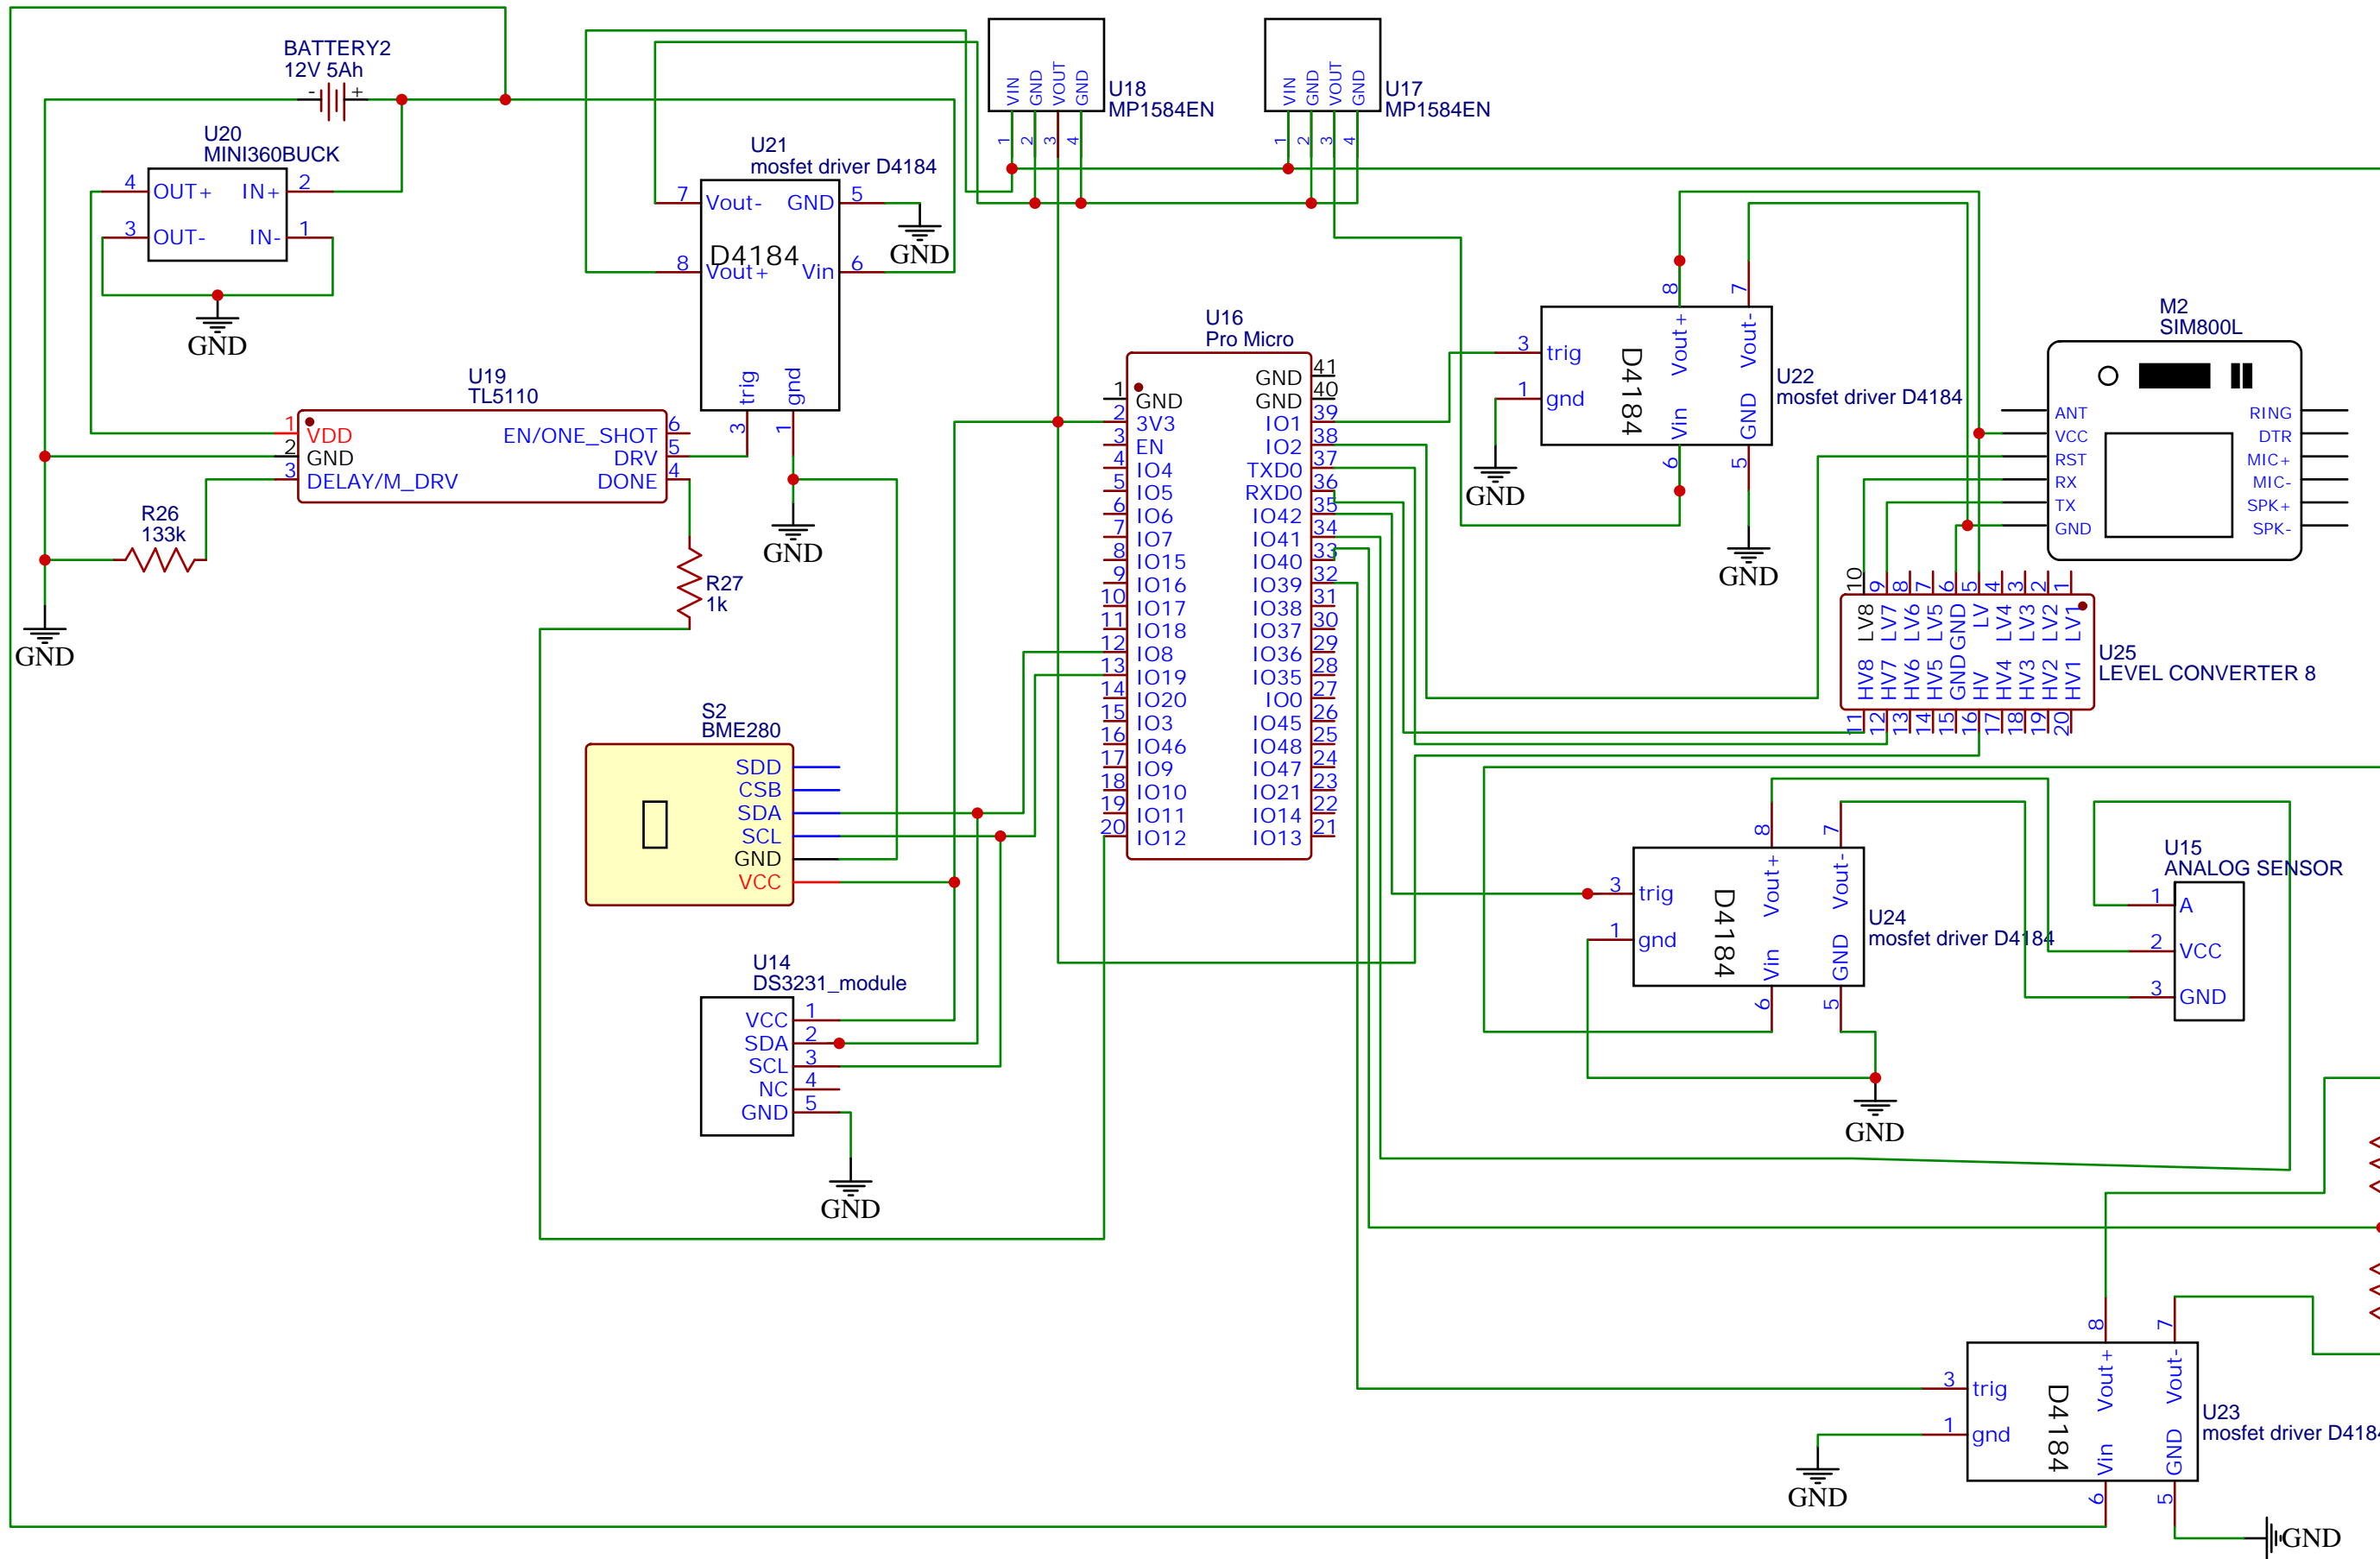 BATTERY2
12V 5Ah
- +
U20
MINI360BUCK
4 OUT+ IN+ 2
3 OUT- IN- 1
GND
U21
mosfet driver D4184
7 Vout- GND 5
D4184
8 Vout+ Vin 6
GND
trig gnd
3 1
GND
U18
MP1584EN
VIN GND VOUT GND
1 2 3 4
U17
MP1584EN
VIN GND VOUT GND
1 2 3 4
U19
TL5110
1 VDD EN/ONE_SHOT 6
2 GND DRV 5
3 DELAY/M_DRV DONE 4
R26
133k
GND
R27
1k
S2
BME280
SDD
CSB
SDA
SCL
GND
VCC
U14
DS3231_module
VCC 1
SDA 2
SCL 3
NC 4
GND 5
GND
U16
Pro Micro
GND 41
1 GND GND 40
2 3V3 IO1 39
3 EN IO2 38
4 IO4 TXD0 37
5 IO5 RXD0 36
6 IO6 IO42 35
7 IO7 IO41 34
8 IO15 IO40 33
9 IO16 IO39 32
10 IO17 IO38 31
11 IO18 IO37 30
12 IO8 IO36 29
13 IO19 IO35 28
14 IO20 IO0 27
15 IO3 IO45 26
16 IO46 IO48 25
17 IO9 IO47 24
18 IO10 IO21 23
19 IO11 IO14 22
20 IO12 IO13 21
U22
mosfet driver D4184
8 7
Vout+ Vout-
3 trig
1 gnd
D4184
Vin GND
6 5
GND
GND
M2
SIM800L
ANT RING
VCC DTR
RST MIC+
RX MIC-
TX SPK+
GND SPK-
U25
LEVEL CONVERTER 8
10 9 8 7 6 5 4 3 2 1
LV8 LV7 LV6 LV5 GND LV LV4 LV3 LV2 LV1
HV8 HV7 HV6 HV5 GND HV HV4 HV3 HV2 HV1
11 12 13 14 15 16 17 18 19 20
U24
mosfet driver D4184
8 7
Vout+ Vout-
3 trig
1 gnd
D4184
Vin GND
6 5
GND
U15
ANALOG SENSOR
1 A
2 VCC
3 GND
U23
mosfet driver D4184
8 7
Vout+ Vout-
3 trig
1 gnd
D4184
Vin GND
6 5
GND
GND